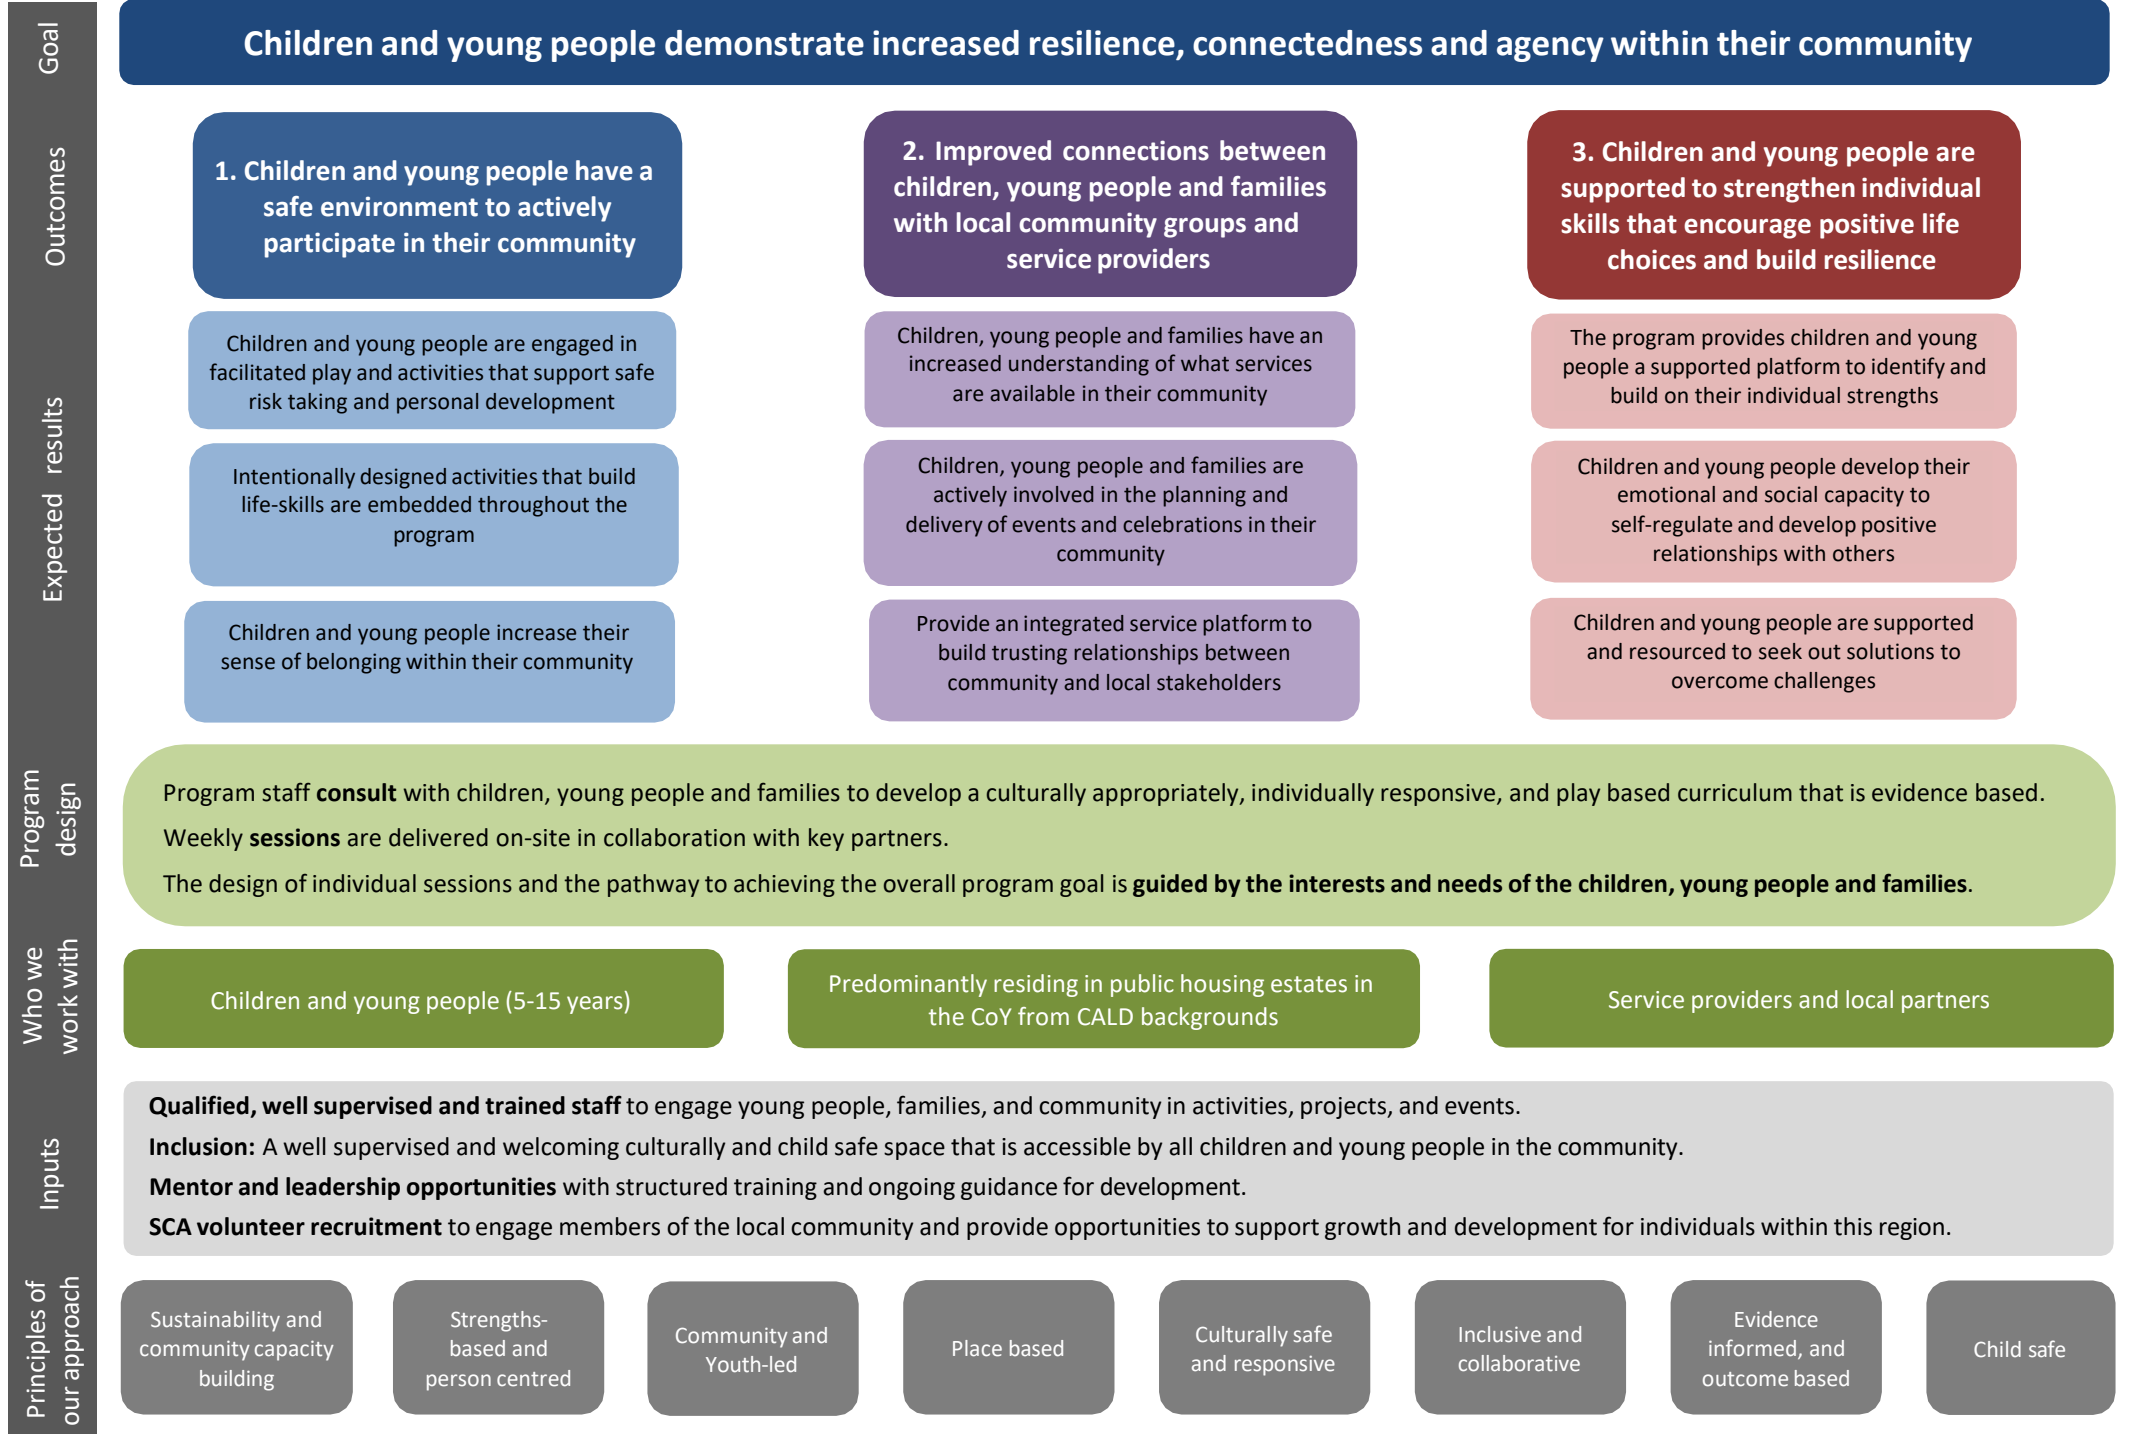 Goal
Children and young people demonstrate increased resilience, connectedness and agency within their community
Outcomes
1. Children and young people have a
safe environment to actively
participate in their community
2. Improved connections between
children, young people and families
with local community groups and
service providers
3. Children and young people are
supported to strengthen individual
skills that encourage positive life
choices and build resilience
Expected results
Children and young people are engaged in
facilitated play and activities that support safe
risk taking and personal development
Intentionally designed activities that build
life-skills are embedded throughout the
program
Children and young people increase their
sense of belonging within their community
Children, young people and families have an
increased understanding of what services
are available in their community
Children, young people and families are
actively involved in the planning and
delivery of events and celebrations in their
community
Provide an integrated service platform to
build trusting relationships between
community and local stakeholders
The program provides children and young
people a supported platform to identify and
build on their individual strengths
Children and young people develop their
emotional and social capacity to
self-regulate and develop positive
relationships with others
Children and young people are supported
and resourced to seek out solutions to
overcome challenges
Program
design
Program staff consult with children, young people and families to develop a culturally appropriately, individually responsive, and play based curriculum that is evidence based.
Weekly sessions are delivered on-site in collaboration with key partners.
The design of individual sessions and the pathway to achieving the overall program goal is guided by the interests and needs of the children, young people and families.
Who we
work with
Children and young people (5-15 years)
Predominantly residing in public housing estates in
the CoY from CALD backgrounds
Service providers and local partners
Inputs
Qualified, well supervised and trained staff to engage young people, families, and community in activities, projects, and events.
Inclusion: A well supervised and welcoming culturally and child safe space that is accessible by all children and young people in the community.
Mentor and leadership opportunities with structured training and ongoing guidance for development.
SCA volunteer recruitment to engage members of the local community and provide opportunities to support growth and development for individuals within this region.
Principles of
our approach
Sustainability and
community capacity
building
Strengths-
based and
person centred
Community and
Youth-led
Place based
Culturally safe
and responsive
Inclusive and
collaborative
Evidence
informed, and
outcome based
Child safe